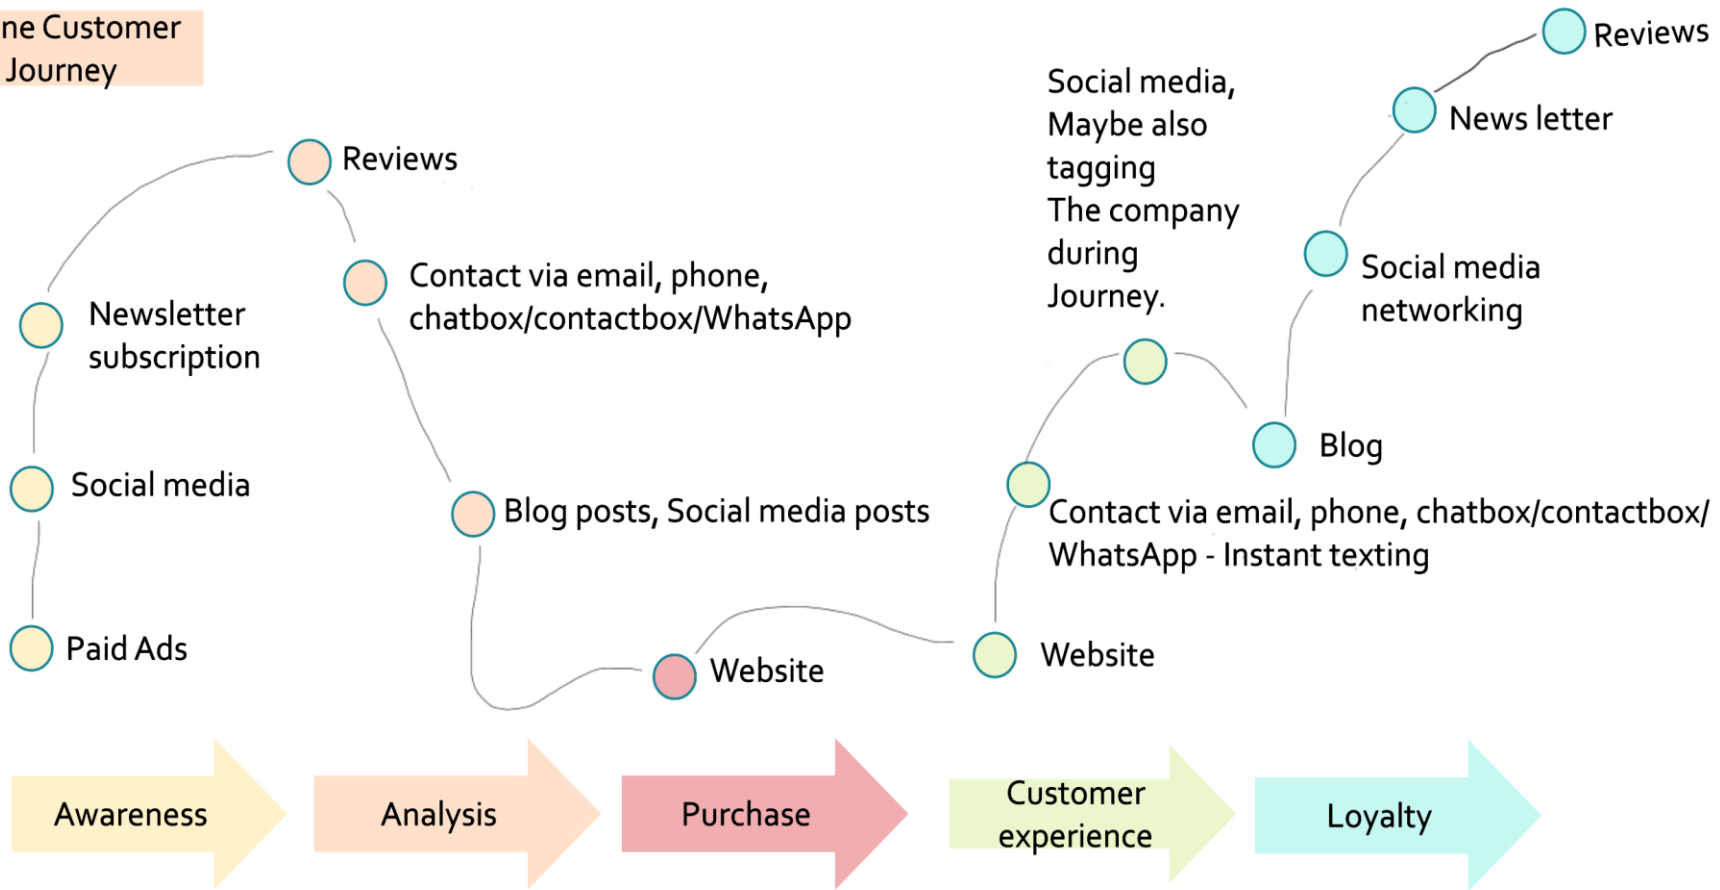 ne Customer
Journey
Reviews
Newsletter
subscription
Social media
Paid Ads
Contact via email, phone,
chatbox/contactbox/WhatsApp
Blog posts, Social media posts
Website
Website
Contact via email, phone, chatbox/contactbox/
WhatsApp - Instant texting
Social media,
Maybe also
tagging
The company
during
Journey.
Blog
Social media
networking
News letter
Reviews
Awareness
Analysis
Purchase
Customer
experience
Loyalty